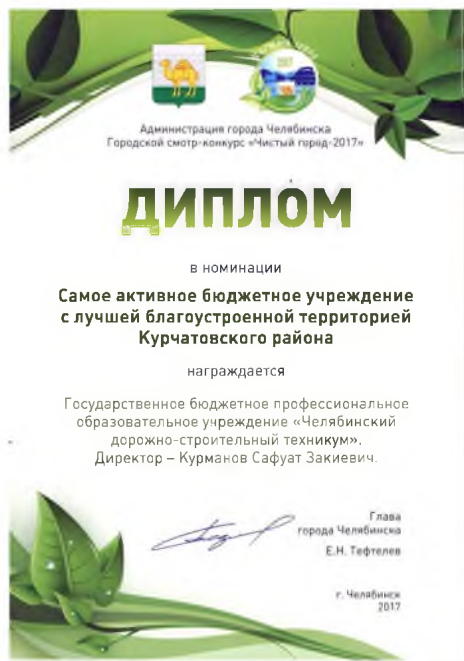 2017
Администрация города Челябинска
Городской смотр-конкурс «Чистый город-2017»
ДИПЛОМ
в номинации
Самое активное бюджетное учреждение
с лучшей благоустроенной территорией
Курчатовского района
награждается
Государственное бюджетное профессиональное
образовательное учреждение «Челябинский
дорожно-строительный техникум».
Директор – Курманов Сафуат Закиевич.
Глава
города Челябинска
Е.Н. Тефтелев
г. Челябинск
2017